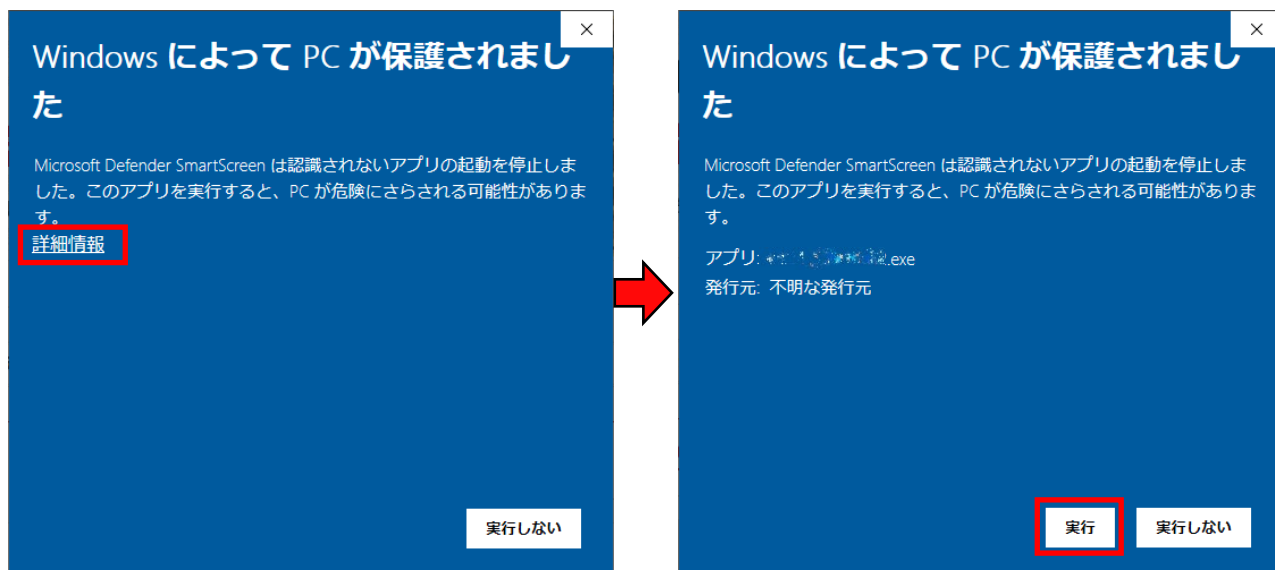 Windows によって PC が保護されまし
た
Microsoft Defender SmartScreen は認識されないアプリの起動を停止しま
した。このアプリを実行すると、PC が危険にさらされる可能性がありま
す。
詳細情報
実行しない
Windows によって PC が保護されまし
た
Microsoft Defender SmartScreen は認識されないアプリの起動を停止しま
した。このアプリを実行すると、PC が危険にさらされる可能性がありま
す。
アプリ: .exe
発行元: 不明な発行元
実行
実行しない